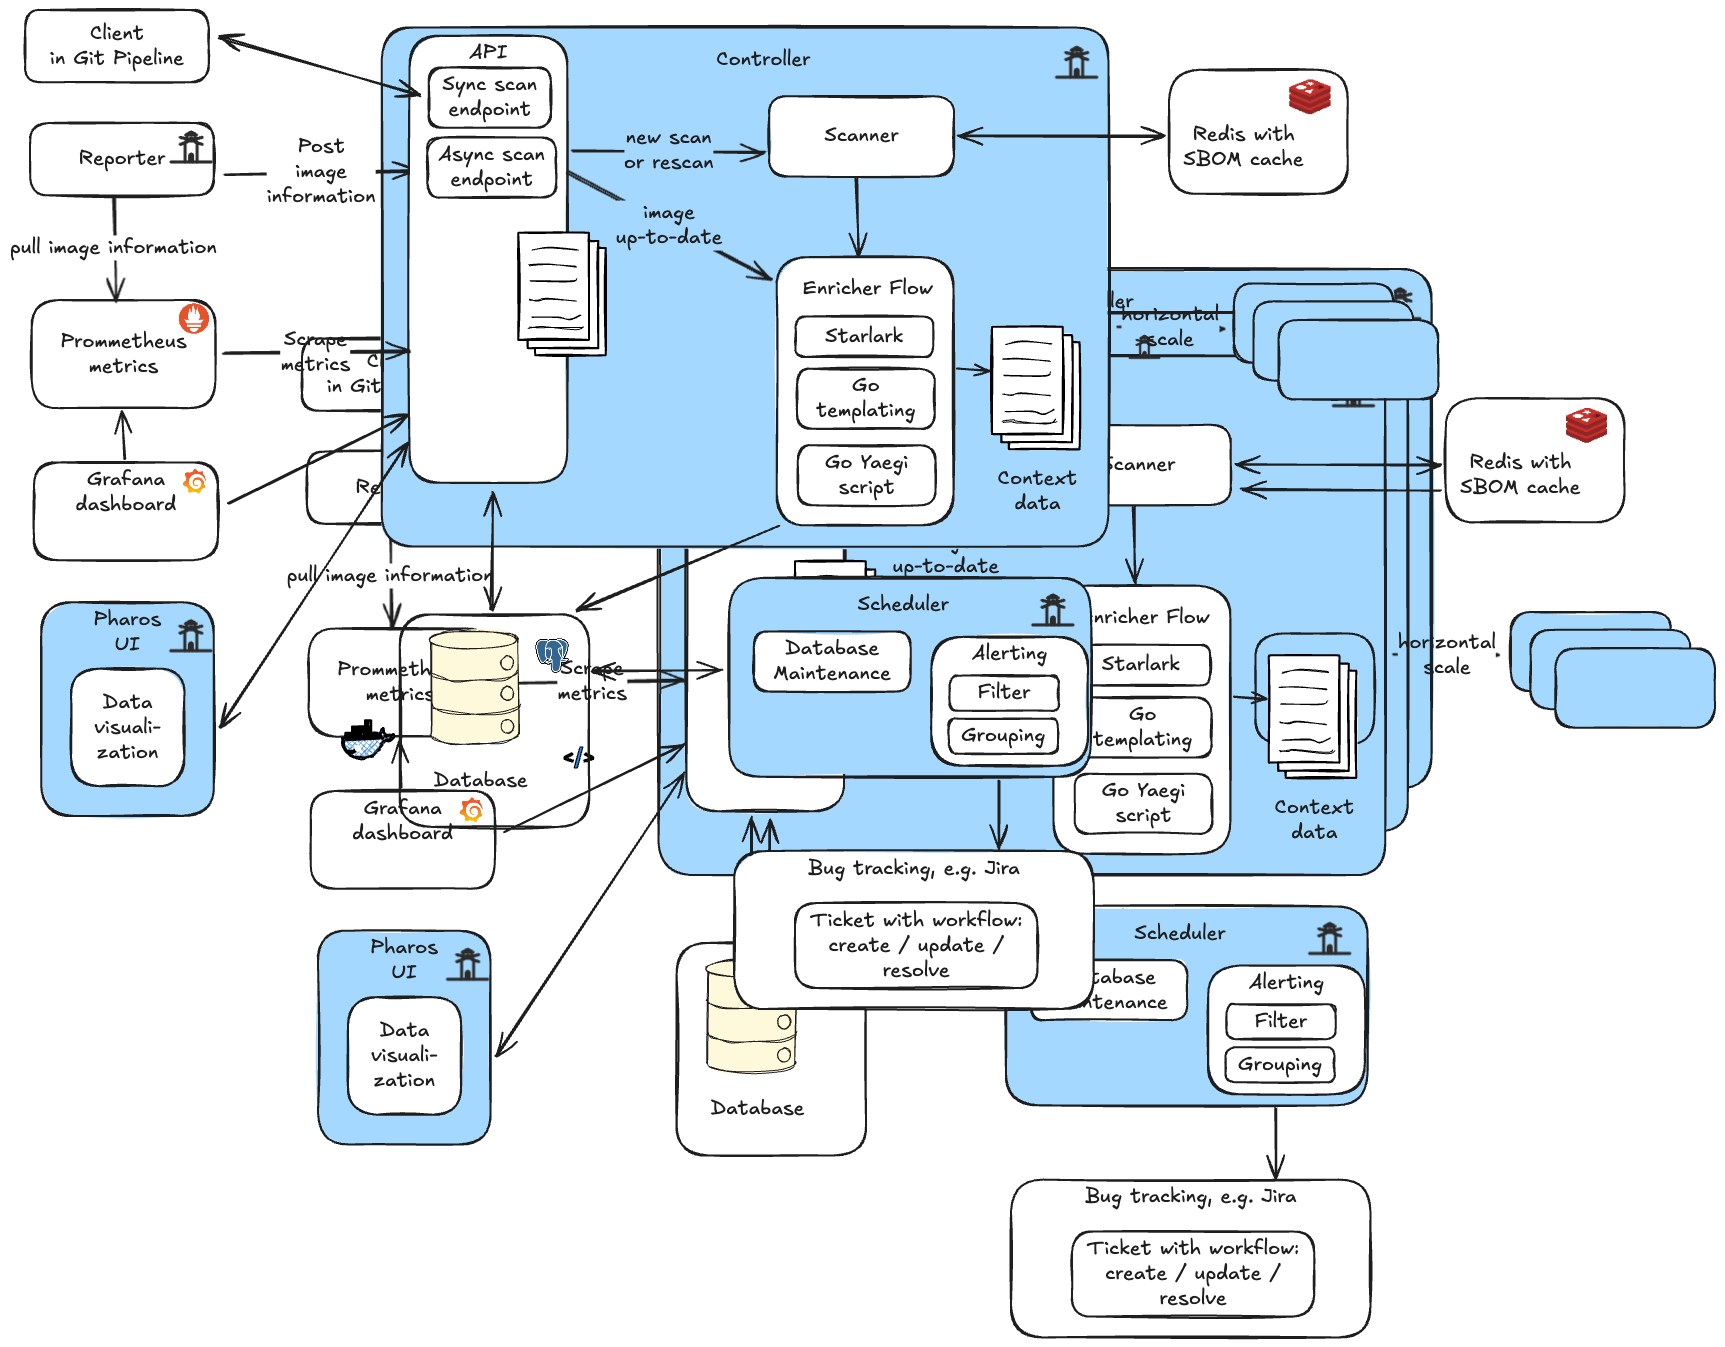 Client
in Git Pipeline
API
Controller
Sync scan
endpoint
Async scan
endpoint
new scan
or rescan
Scanner
Redis with
SBOM cache
Reporter
Post
image
information
image
up-to-date
pull image information
Enricher Flow
Starlark
Go
templating
Go Yaegi
script
Context
data
Prommetheus
metrics
Scrape
metrics
in Git
Re
Grafana
dashboard
ller
horizontal
scale
Scanner
Redis with
SBOM cache
pull image information
up-to-date
Pharos
UI
Data
visuali-
zation
Scheduler
Database
Maintenance
Alerting
Filter
Grouping
nricher Flow
Starlark
Go
templating
Go Yaegi
script
Context
data
horizontal
scale
Prommeth
metrics
Scrape
metrics
</>
Database
Grafana
dashboard
Bug tracking, e.g. Jira
Ticket with workflow:
create / update /
resolve
Pharos
UI
Data
visuali-
zation
Database
Scheduler
tabase
ntenance
Alerting
Filter
Grouping
Bug tracking, e.g. Jira
Ticket with workflow:
create / update /
resolve